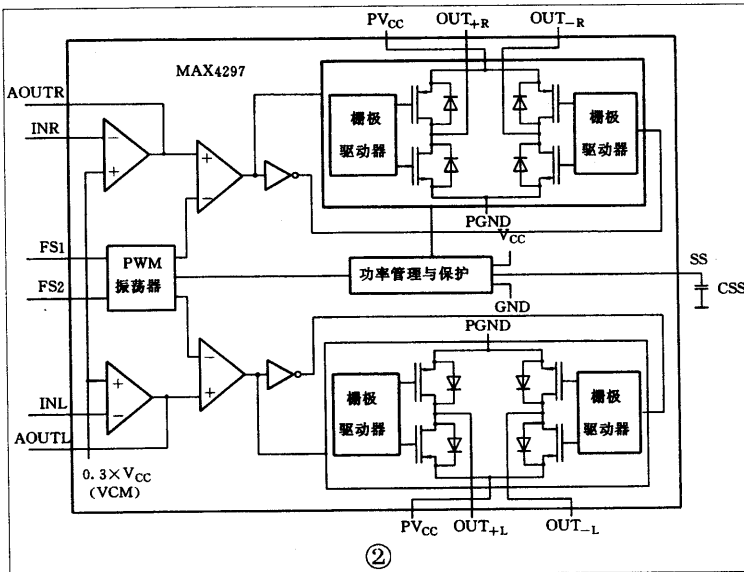 PVCC
OUT+R
OUT-R
MAX4297
AOUTR
INR
栅极
驱动器
栅极
驱动器
PGND
VCC
FS1
FS2
PWM
振荡器
功率管理与保护
SS
CSS
GND
PGND
INL
AOUTL
栅极
驱动器
栅极
驱动器
0.3×VCC
(VCM)
PVCC
OUT+L
OUT-L
②